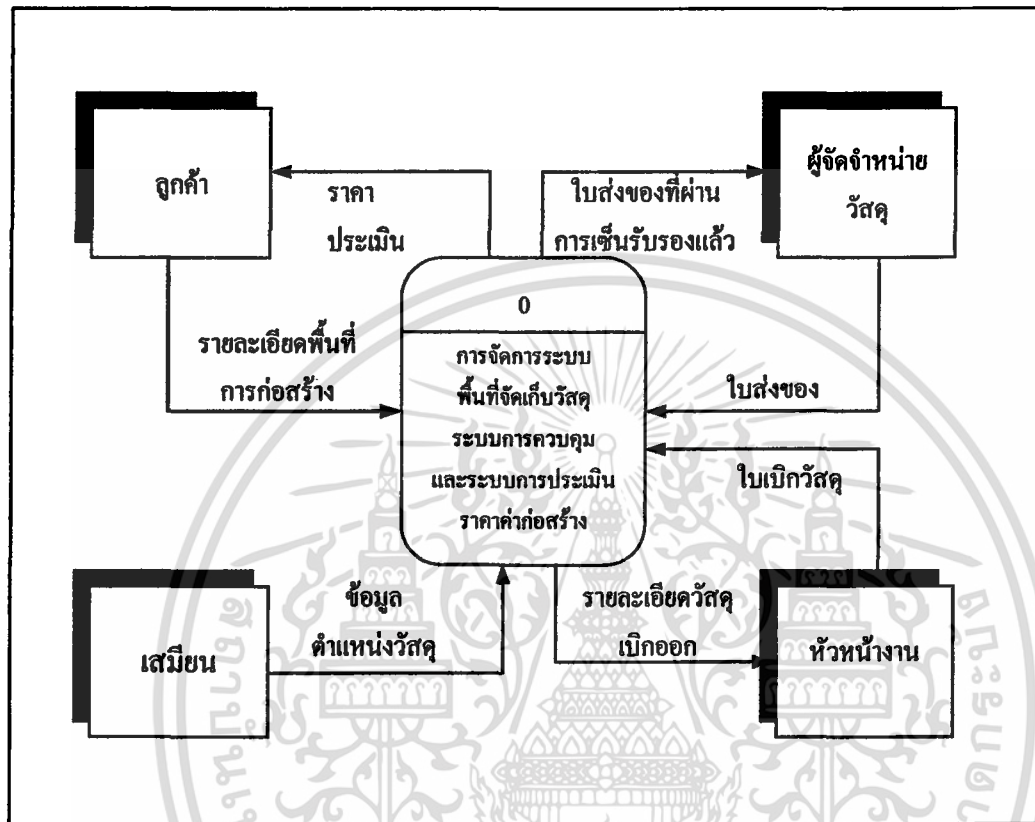 ลูกค้า
ราคา
ประเมิน
ใบส่งของที่ผ่าน
การเซ็นรับรองแล้ว
ผู้จัดจำหน่าย
วัสดุ
รายละเอียดพื้นที่
การก่อสร้าง
0
การจัดการระบบ
พื้นที่จัดเก็บวัสดุ
ระบบการควบคุม
และระบบการประเมิน
ราคาค่าก่อสร้าง
ใบส่งของ
ใบเบิกวัสดุ
เสมียน
ข้อมูล
ตำแหน่งวัสดุ
รายละเอียดวัสดุ
เบิกออก
หัวหน้างาน